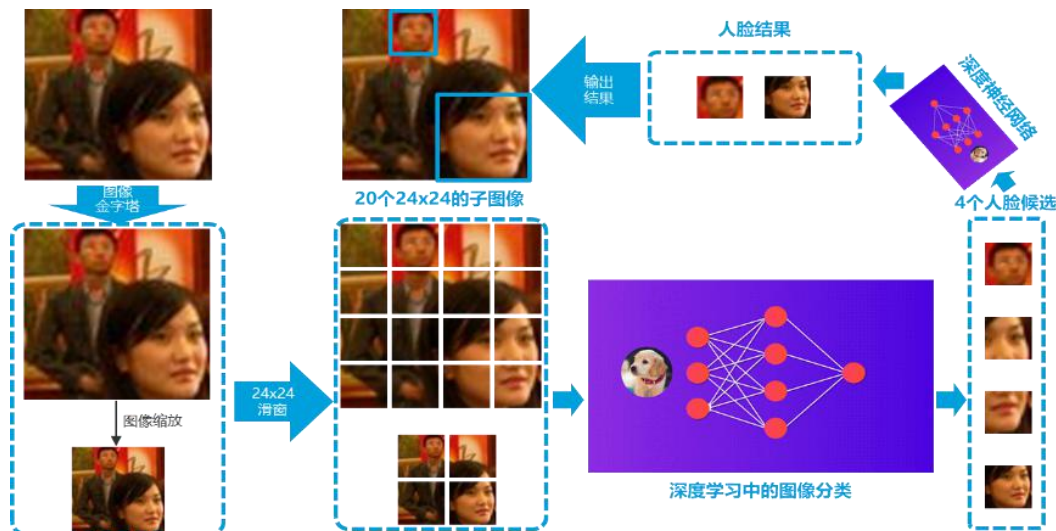 人脸结果
输出
结果
深度神经网络
图像
金字塔
20个24x24的子图像
4个人脸候选
24x24
滑窗
图像缩放
深度学习中的图像分类